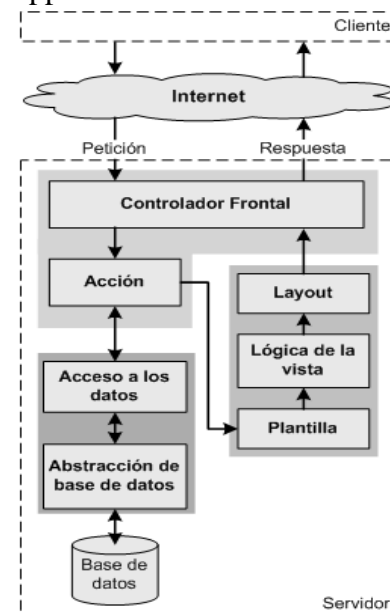 Cliente
Internet
Petición
Respuesta
Controlador Frontal
Acción
Layout
Lógica de la
vista
Acceso a los
datos
Plantilla
Abstracción de
base de datos
Base de
datos
Servidor